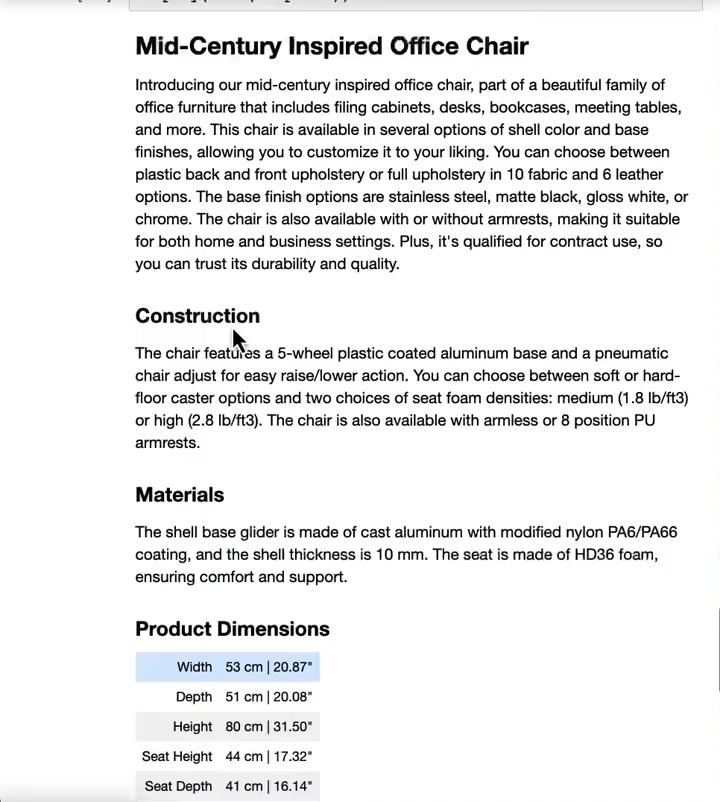 Mid-Century Inspired Office Chair
Introducing our mid-century inspired office chair, part of a beautiful family of
office furniture that includes filing cabinets, desks, bookcases, meeting tables,
and more. This chair is available in several options of shell color and base
finishes, allowing you to customize it to your liking. You can choose between
plastic back and front upholstery or full upholstery in 10 fabric and 6 leather
options. The base finish options are stainless steel, matte black, gloss white, or
chrome. The chair is also available with or without armrests, making it suitable
for both home and business settings. Plus, it's qualified for contract use, so
you can trust its durability and quality.
Construction
The chair features a 5-wheel plastic coated aluminum base and a pneumatic
chair adjust for easy raise/lower action. You can choose between soft or hard-
floor caster options and two choices of seat foam densities: medium (1.8 lb/ft3)
or high (2.8 lb/ft3). The chair is also available with armless or 8 position PU
armrests.
Materials
The shell base glider is made of cast aluminum with modified nylon PA6/PA66
coating, and the shell thickness is 10 mm. The seat is made of HD36 foam,
ensuring comfort and support.
Product Dimensions
Width 53 cm | 20.87"
Depth 51 cm | 20.08"
Height 80 cm | 31.50"
Seat Height 44 cm | 17.32"
Seat Depth 41 cm | 16.14"